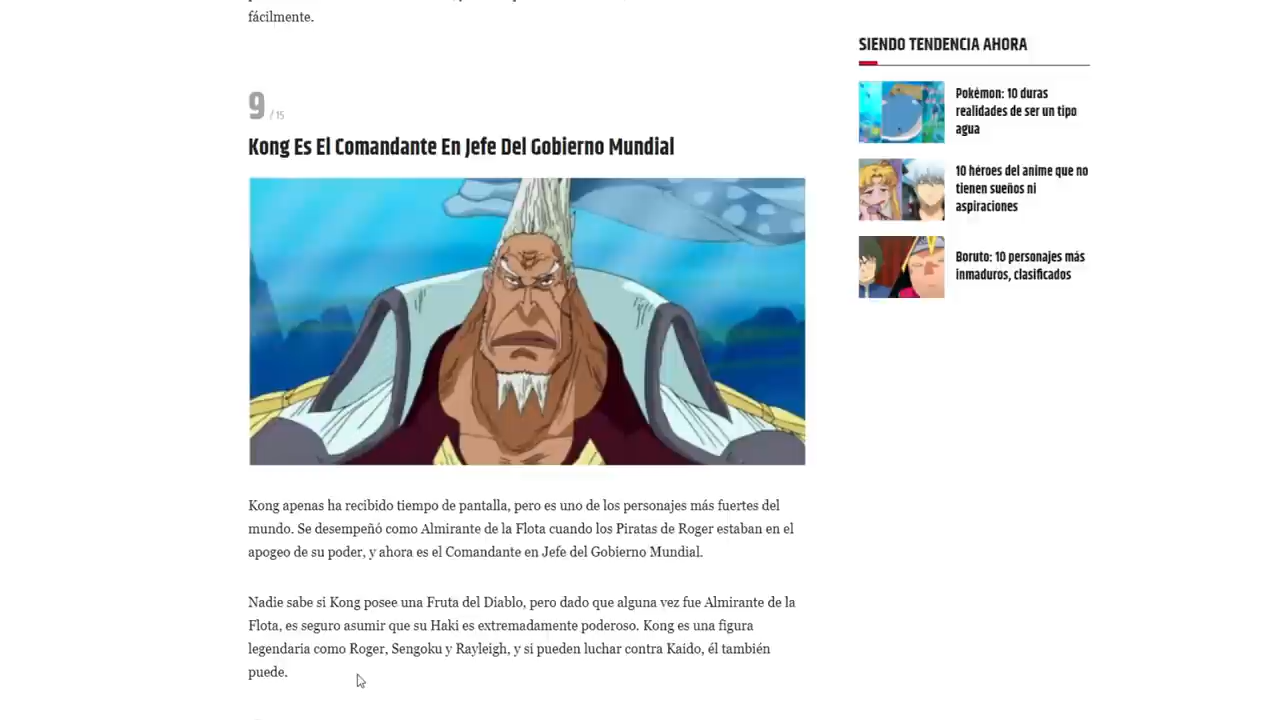 fácilmente.
9 / 15
Kong Es El Comandante En Jefe Del Gobierno Mundial
Kong apenas ha recibido tiempo de pantalla, pero es uno de los personajes más fuertes del
mundo. Se desempeñó como Almirante de la Flota cuando los Piratas de Roger estaban en el
apogeo de su poder, y ahora es el Comandante en Jefe del Gobierno Mundial.
Nadie sabe si Kong posee una Fruta del Diablo, pero dado que alguna vez fue Almirante de la
Flota, es seguro asumir que su Haki es extremadamente poderoso. Kong es una figura
legendaria como Roger, Sengoku y Rayleigh, y si pueden luchar contra Kaido, él también
puede.
SIENDO TENDENCIA AHORA
Pokémon: 10 duras
realidades de ser un tipo
agua
10 héroes del anime que no
tienen sueños ni
aspiraciones
Boruto: 10 personajes más
inmaduros, clasificados